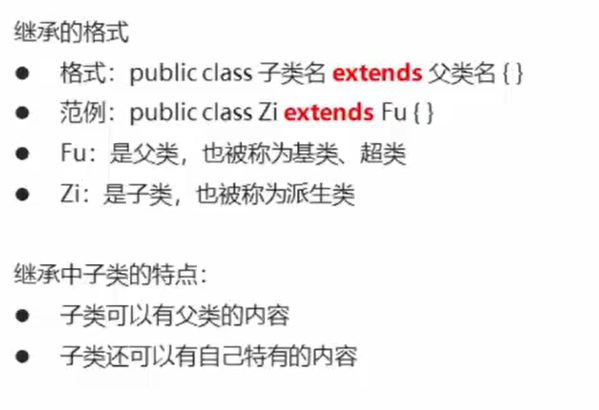 继承的格式
● 格式：public class 子类名 extends 父类名 { }
● 范例：public class Zi extends Fu { }
● Fu：是父类，也被称为基类、超类
● Zi：是子类，也被称为派生类
继承中子类的特点：
● 子类可以有父类的内容
● 子类还可以有自己特有的内容